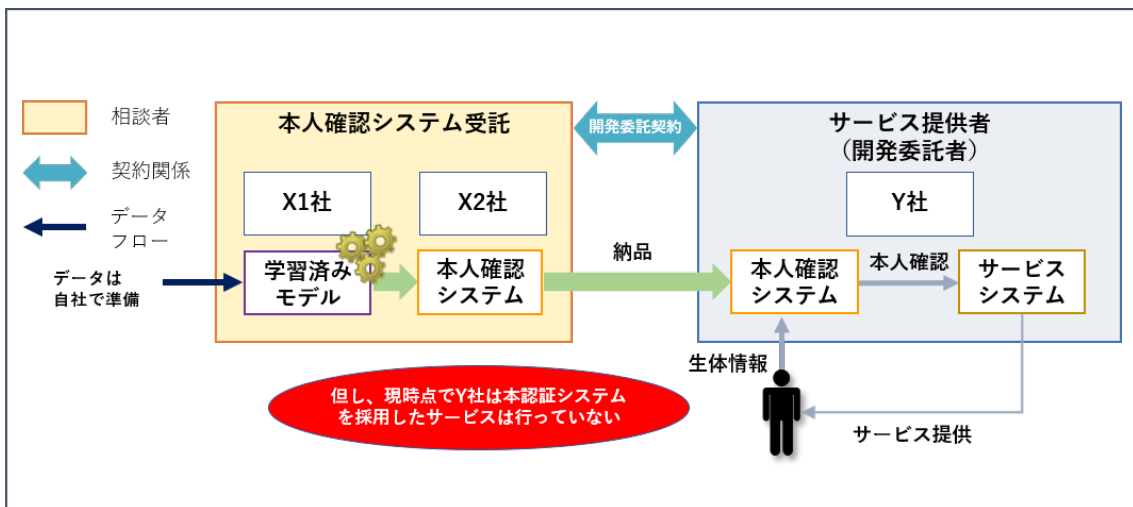 相談者
契約関係
データ
フロー
データは
自社で準備
本人確認システム受託
X1社
X2社
学習済み
モデル
本人確認
システム
開発委託契約
納品
サービス提供者
（開発委託者）
Y社
本人確認
システム
本人確認
サービス
システム
生体情報
サービス提供
但し、現時点でY社は本認証システム
を採用したサービスは行っていない